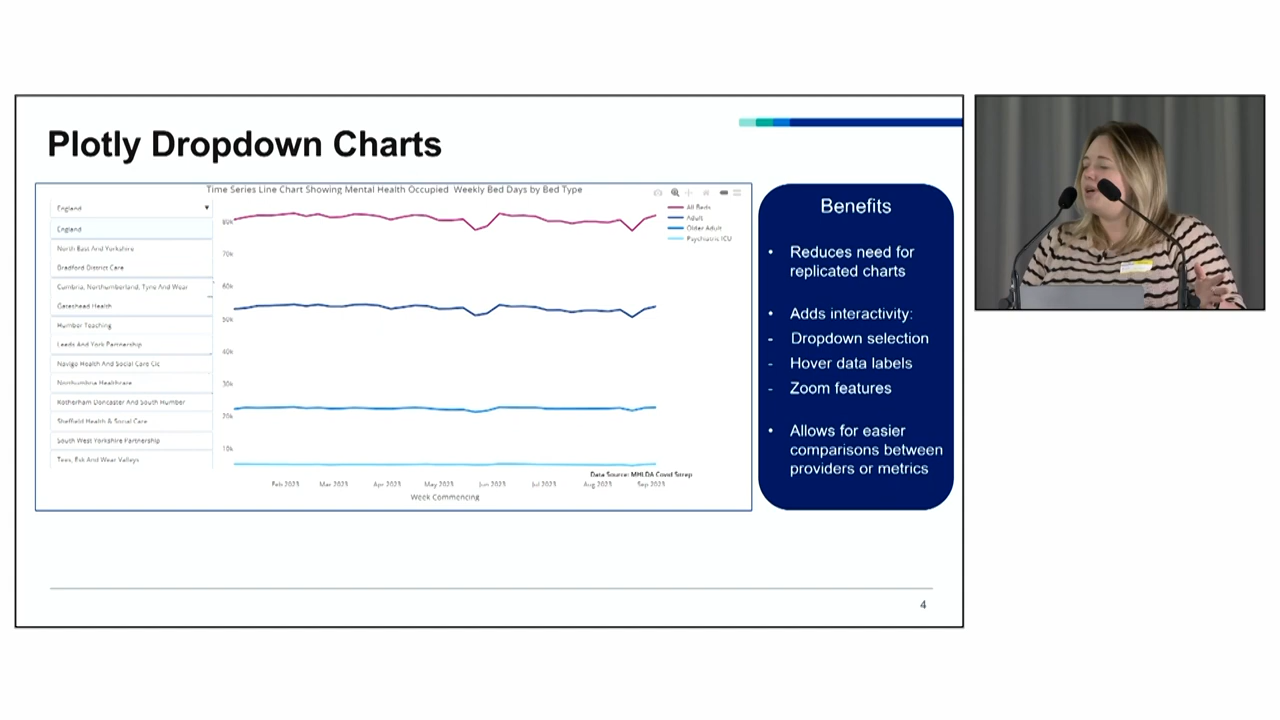 Plotly Dropdown Charts
Time Series Line Chart Showing Mental Health Occupied Weekly Bed Days by Bed Type
England
England
North East And Yorkshire
Bradford District Care
Cumbria, Northumberland, Tyne And Wear
Gateshead Health
Humber Teaching
Leeds And York Partnership
Navigo Health And Social Care Cic
Northumbria Healthcare
Rotherham Doncaster And South Humber
Sheffield Health & Social Care
South West Yorkshire Partnership
Tees, Esk And Wear Valleys
80k
70k
60k
50k
40k
30k
20k
10k
Feb 2023
Mar 2023
Apr 2023
May 2023
Jun 2023
Jul 2023
Aug 2023
Sep 2023
Week Commencing
Data Source: MHLDA Covid Sitrep
All Beds
Adult
Older Adult
Psychiatric ICU
Benefits
• Reduces need for
replicated charts
• Adds interactivity:
- Dropdown selection
- Hover data labels
- Zoom features
• Allows for easier
comparisons between
providers or metrics
4